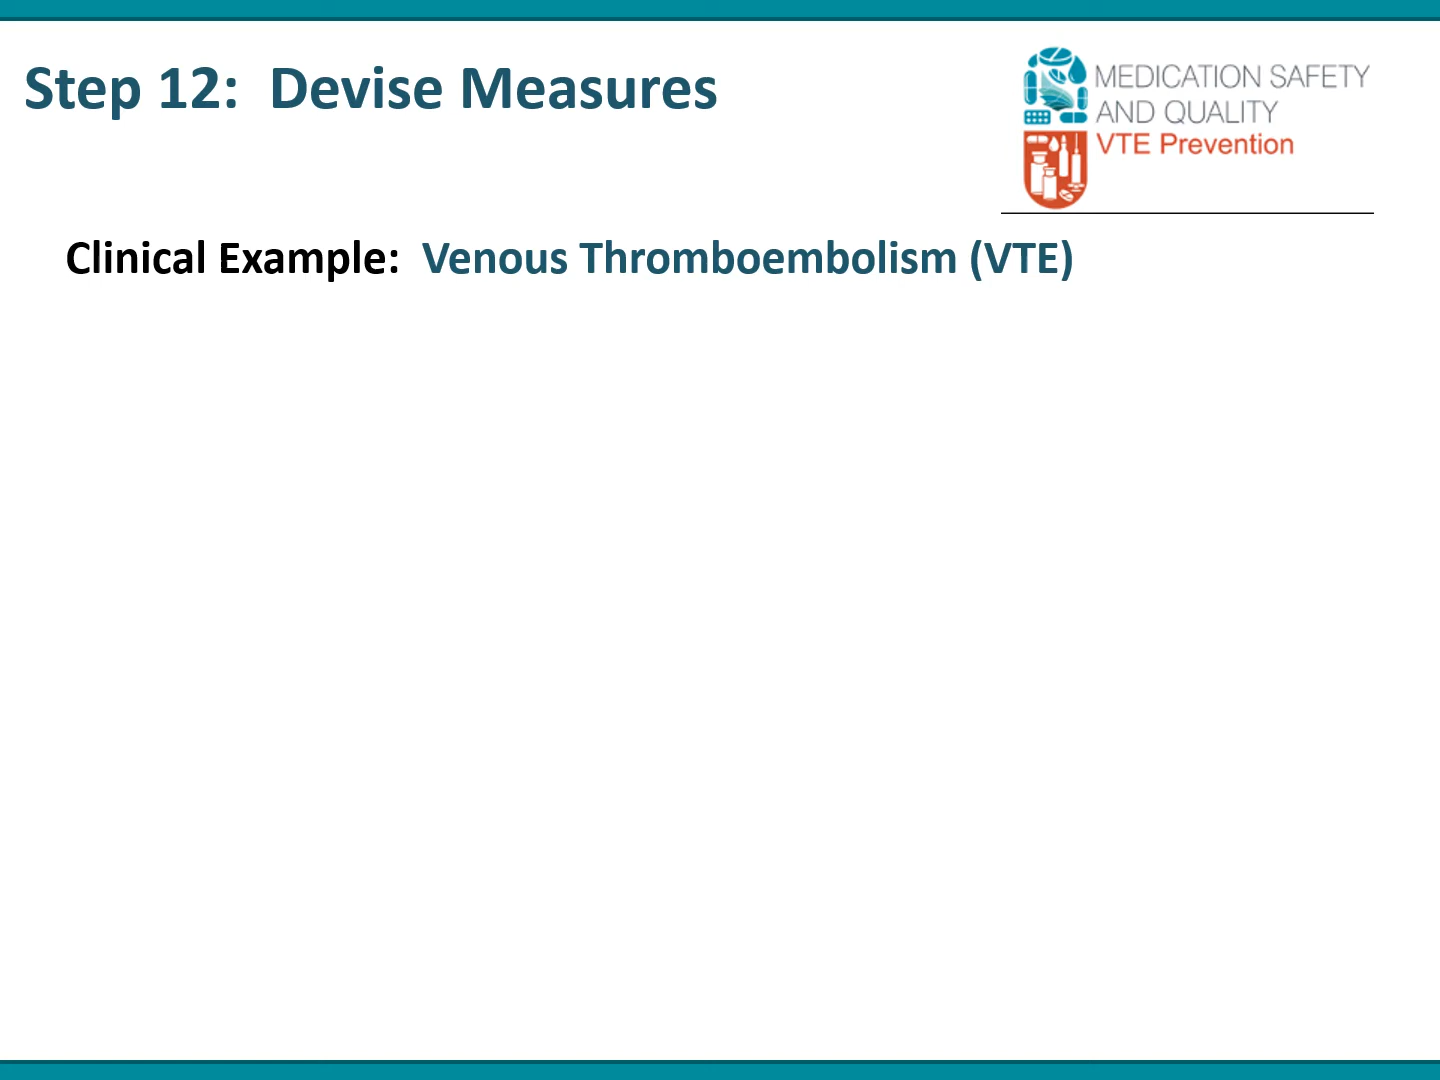 Step 12:  Devise Measures
MEDICATION SAFETY
AND QUALITY
VTE Prevention
Clinical Example:  Venous Thromboembolism (VTE)